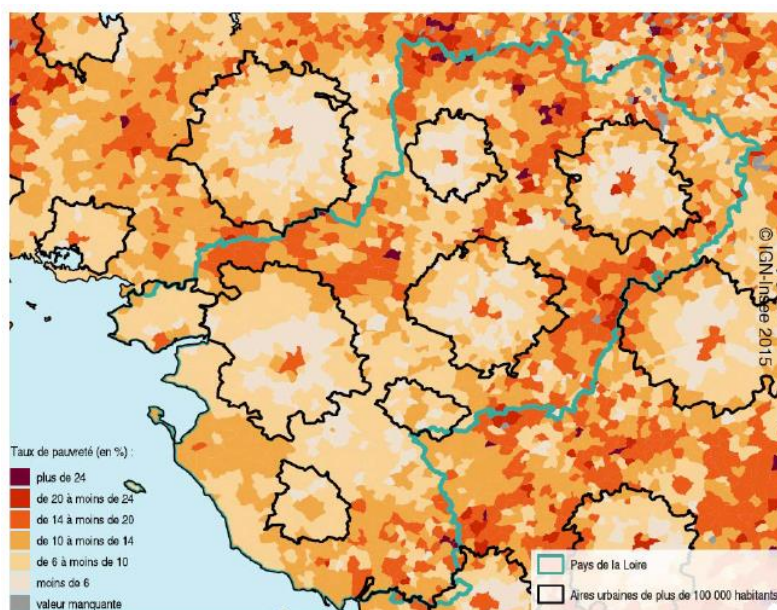 © IGN-Insee 2015
Taux de pauvreté (en %) :
plus de 24
de 20 à moins de 24
de 14 à moins de 20
de 10 à moins de 14
de 6 à moins de 10
moins de 6
valeur manquante
Pays de la Loire
Aires urbaines de plus de 100 000 habitants